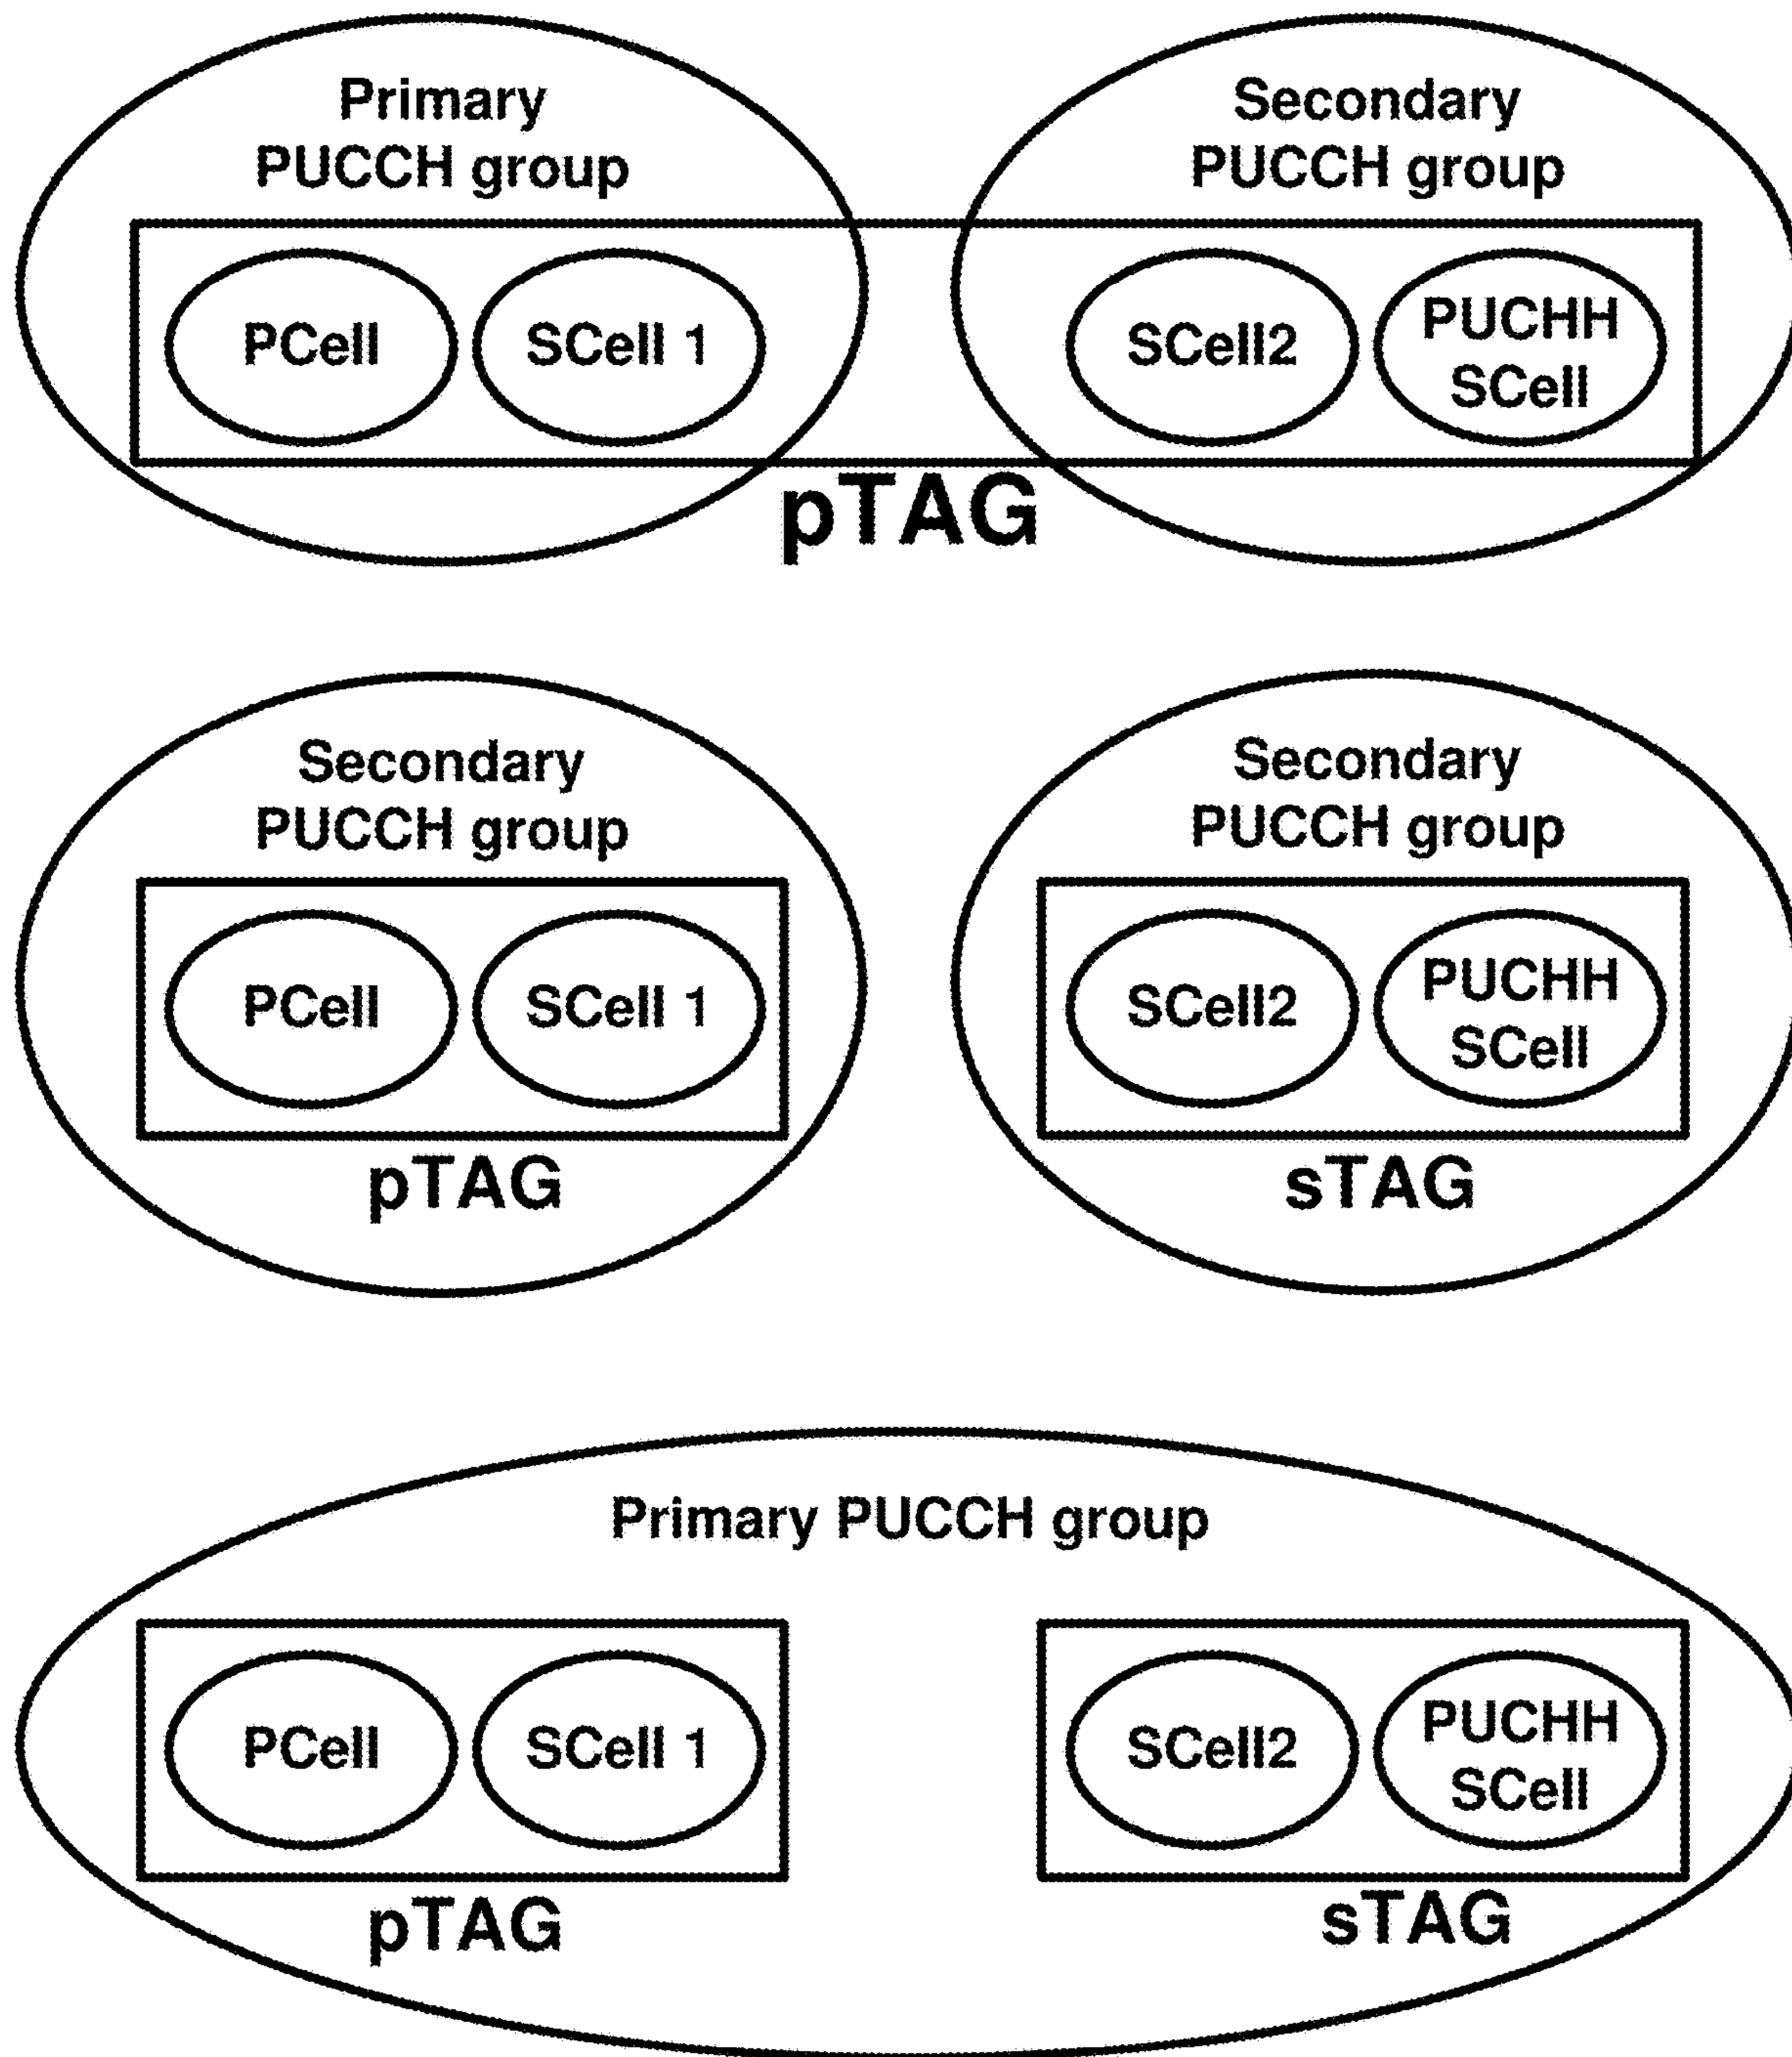 Primary
PUCCH group
Secondary
PUCCH group
PCell
SCell 1
SCell2
PUCHH
SCell
pTAG
Secondary
PUCCH group
Secondary
PUCCH group
PCell
SCell 1
SCell2
PUCHH
SCell
pTAG
sTAG
Primary PUCCH group
PCell
SCell 1
SCell2
PUCHH
SCell
pTAG
sTAG